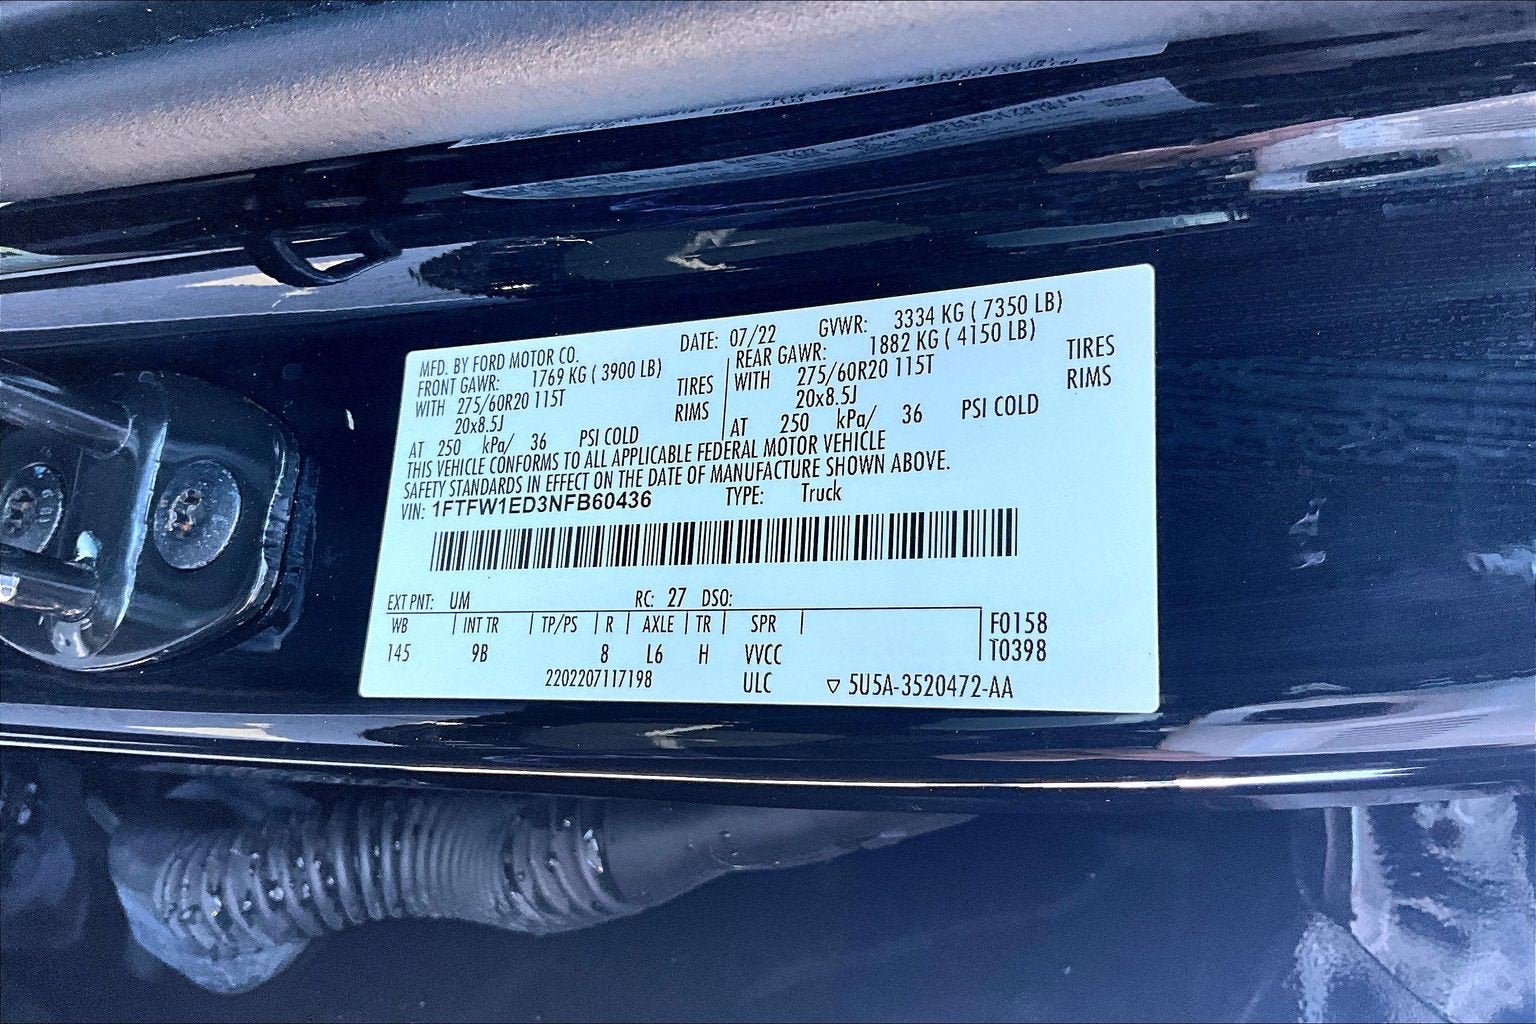 MFD. BY FORD MOTOR CO. DATE: 07/22 GVWR: 3334 KG ( 7350 LB)
FRONT GAWR: 1769 KG ( 3900 LB) REAR GAWR: 1882 KG ( 4150 LB)
WITH 275/60R20 115T TIRES WITH 275/60R20 115T TIRES
20x8.5J RIMS 20x8.5J RIMS
AT 250 kPa/ 36 PSI COLD AT 250 kPa/ 36 PSI COLD
THIS VEHICLE CONFORMS TO ALL APPLICABLE FEDERAL MOTOR VEHICLE
SAFETY STANDARDS IN EFFECT ON THE DATE OF MANUFACTURE SHOWN ABOVE.
VIN: 1FTFW1ED3NFB60436 TYPE: Truck
EXT PNT: UM RC: 27 DSO:
WB INT TR TP/PS R AXLE TR SPR F0158
145 9B 8 L6 H VVCC T0398
2202207117198 ULC ▽ 5U5A-3520472-AA